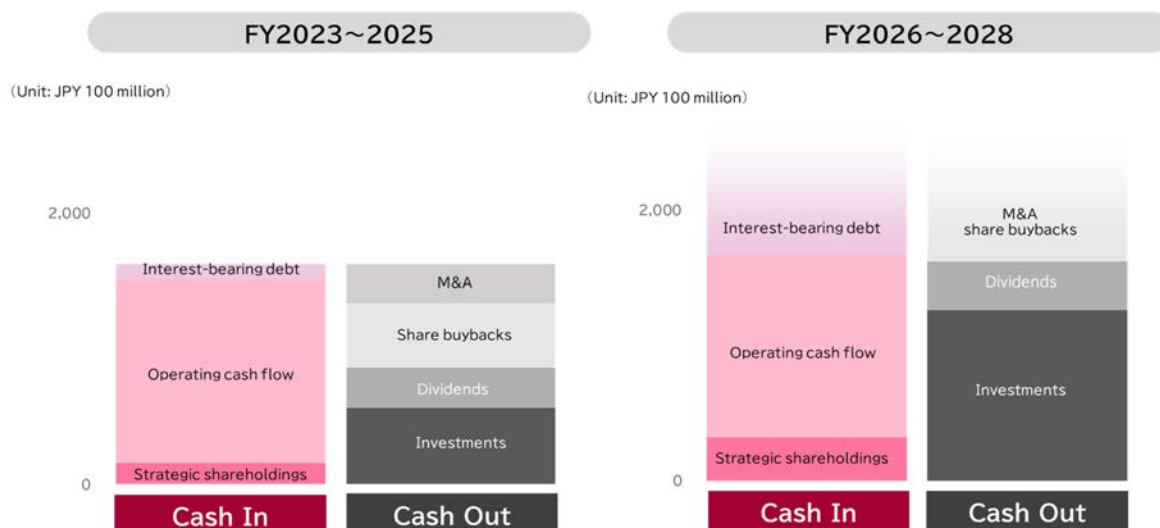 FY2023~2025
(Unit: JPY 100 million)
2,000
0
Interest-bearing debt
Operating cash flow
Strategic shareholdings
Cash In
M&A
Share buybacks
Dividends
Investments
Cash Out
FY2026~2028
(Unit: JPY 100 million)
2,000
0
Interest-bearing debt
Operating cash flow
Strategic shareholdings
Cash In
M&A
share buybacks
Dividends
Investments
Cash Out